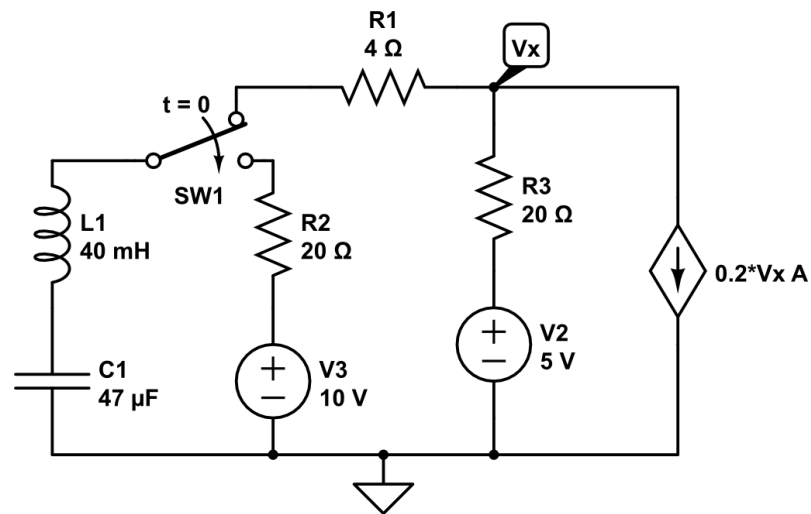 R1
4 Ω
Vx
t = 0
SW1
L1
40 mH
R2
20 Ω
R3
20 Ω
0.2*Vx A
C1
47 µF
V3
10 V
V2
5 V